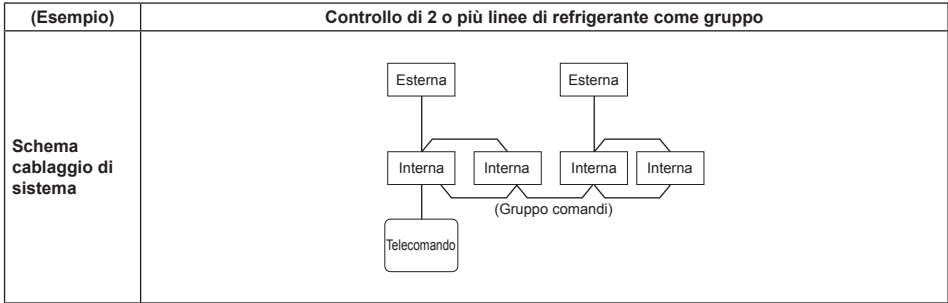 (Esempio)
Controllo di 2 o più linee di refrigerante come gruppo
Schema
cablaggio di
sistema
Esterna
Esterna
Interna
Interna
Interna
Interna
(Gruppo comandi)
Telecomando